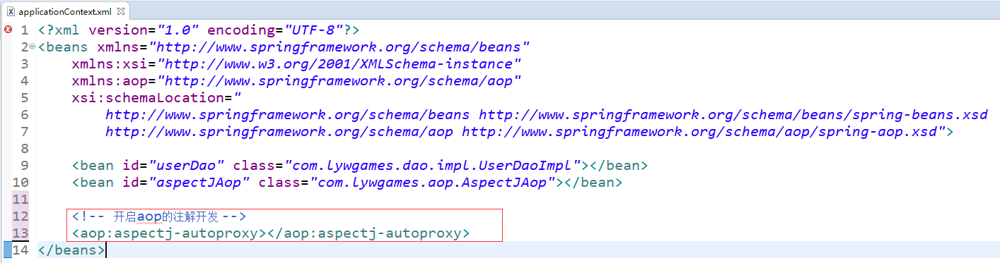 applicationContext.xml
1 <?xml version="1.0" encoding="UTF-8"?>
2 <beans xmlns="http://www.springframework.org/schema/beans"
3 xmlns:xsi="http://www.w3.org/2001/XMLSchema-instance"
4 xmlns:aop="http://www.springframework.org/schema/aop"
5 xsi:schemaLocation="
6 http://www.springframework.org/schema/beans http://www.springframework.org/schema/beans/spring-beans.xsd
7 http://www.springframework.org/schema/aop http://www.springframework.org/schema/aop/spring-aop.xsd">
8
9 <bean id="userDao" class="com.lywgames.dao.impl.UserDaoImpl"></bean>
10 <bean id="aspectJAop" class="com.lywgames.aop.AspectJAop"></bean>
11
12 <!-- 开启aop的注解开发 -->
13 <aop:aspectj-autoproxy></aop:aspectj-autoproxy>
14 </beans>